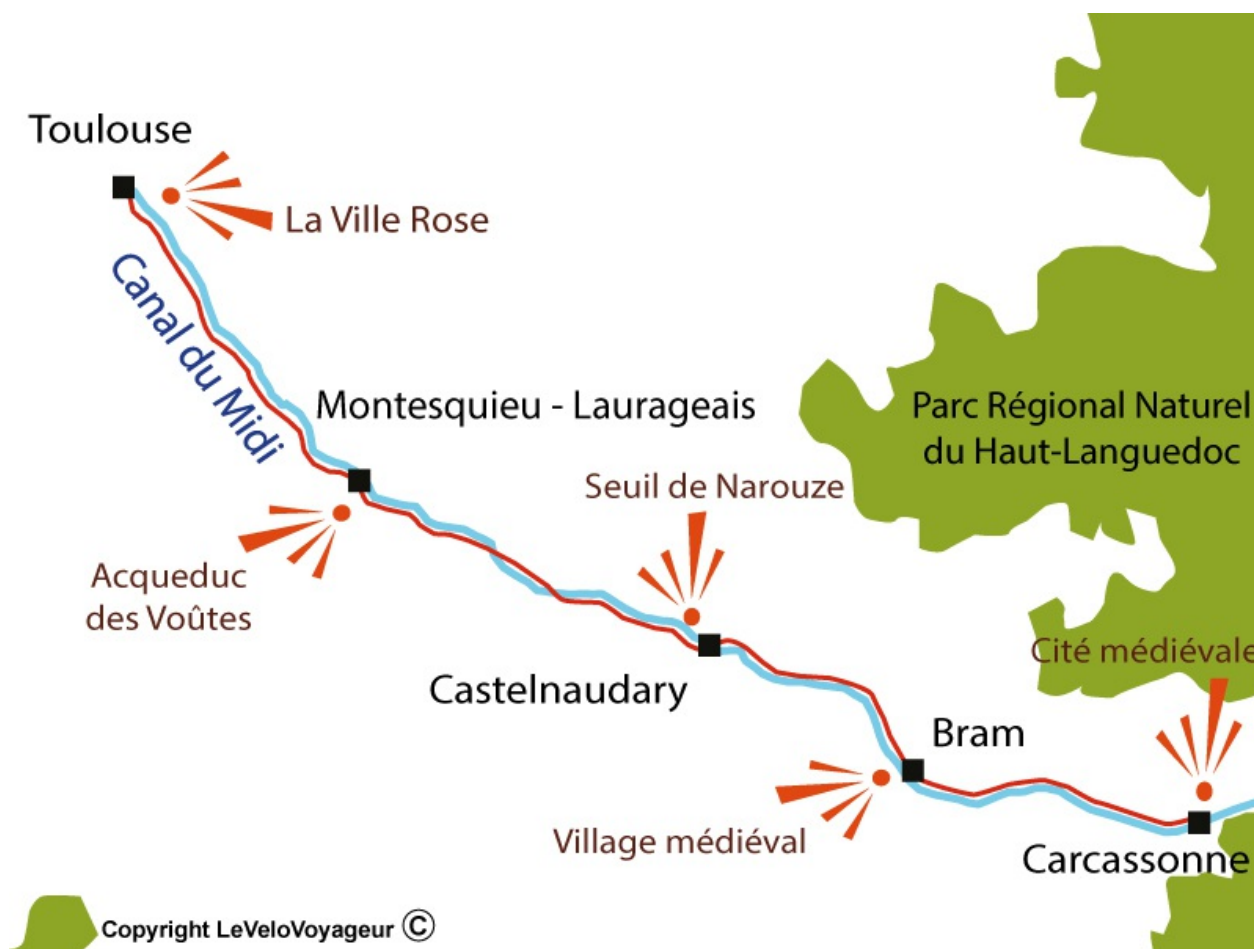 Toulouse
La Ville Rose
Canal du Midi
Montesquieu - Laurageais
Parc Régional Naturel
du Haut-Languedoc
Seuil de Narouze
Acqueduc
des Voûtes
Cité médiévale
Castelnaudary
Bram
Village médiéval
Carcassonne
Copyright LeVeloVoyageur ©